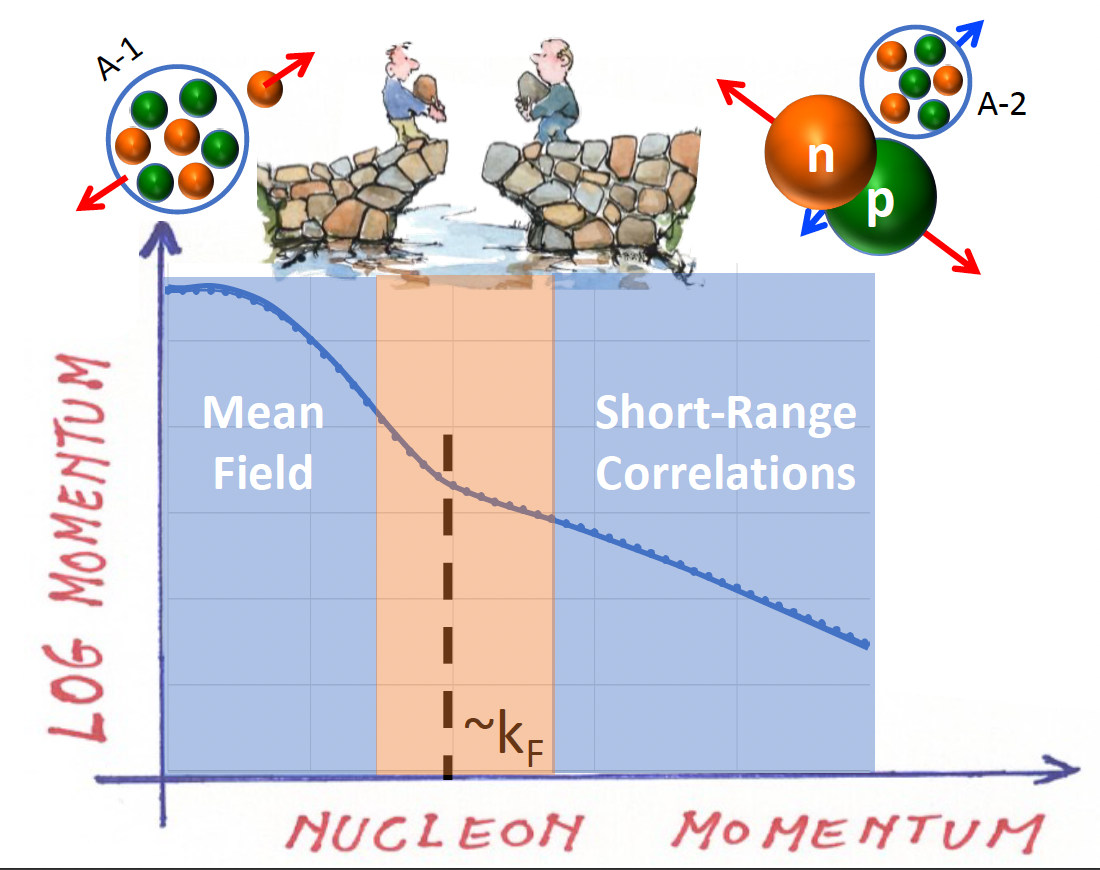 A-1
A-2
n
p
Mean
Field
Short-Range
Correlations
~kF
LOG MOMENTUM
NUCLEON MOMENTUM